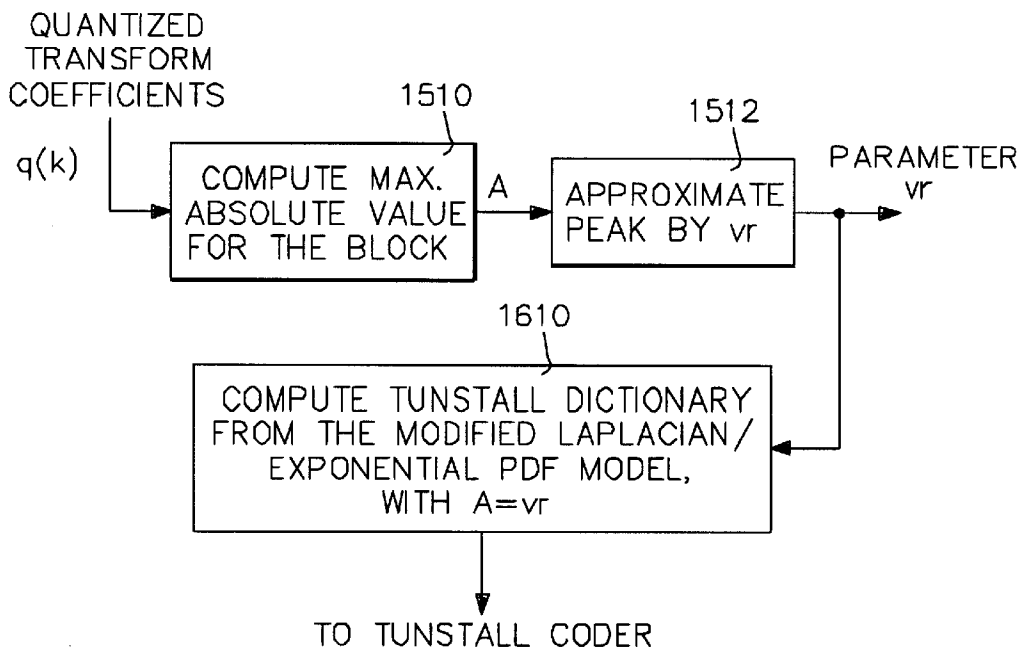 QUANTIZED
TRANSFORM
COEFFICIENTS
q(k)
1510
COMPUTE MAX.
ABSOLUTE VALUE
FOR THE BLOCK
A
1512
APPROXIMATE
PEAK BY vr
PARAMETER
vr
1610
COMPUTE TUNSTALL DICTIONARY
FROM THE MODIFIED LAPLACIAN/
EXPONENTIAL PDF MODEL,
WITH A=vr
TO TUNSTALL CODER